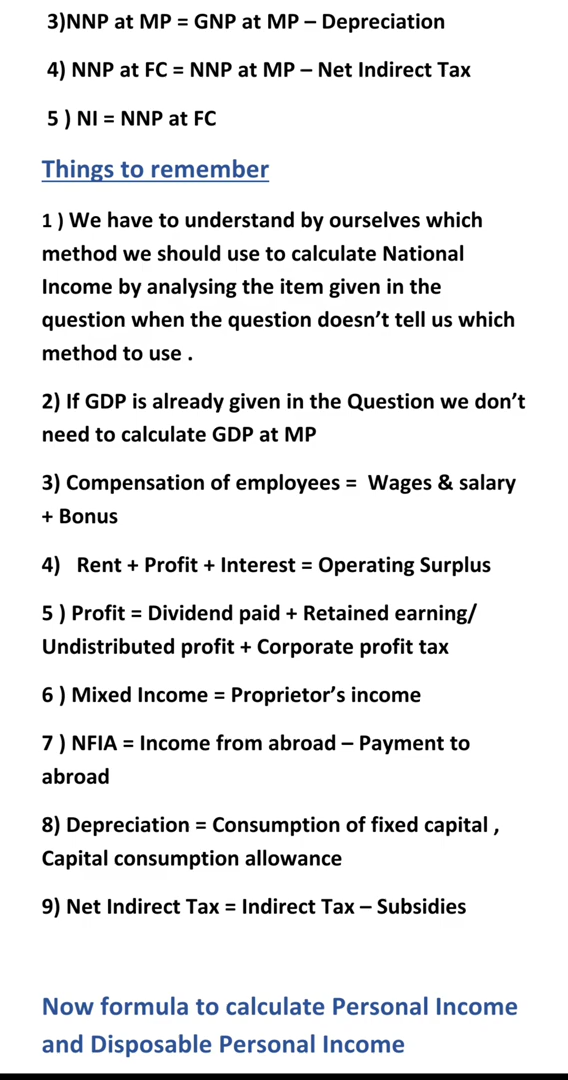 3)NNP at MP = GNP at MP – Depreciation
4) NNP at FC = NNP at MP – Net Indirect Tax
5 ) NI = NNP at FC
Things to remember
1 ) We have to understand by ourselves which
method we should use to calculate National
Income by analysing the item given in the
question when the question doesn’t tell us which
method to use .
2) If GDP is already given in the Question we don’t
need to calculate GDP at MP
3) Compensation of employees =  Wages & salary
+ Bonus
4)   Rent + Profit + Interest = Operating Surplus
5 ) Profit = Dividend paid + Retained earning/
Undistributed profit + Corporate profit tax
6 ) Mixed Income = Proprietor’s income
7 ) NFIA = Income from abroad – Payment to
abroad
8) Depreciation = Consumption of fixed capital ,
Capital consumption allowance
9) Net Indirect Tax = Indirect Tax – Subsidies
Now formula to calculate Personal Income
and Disposable Personal Income